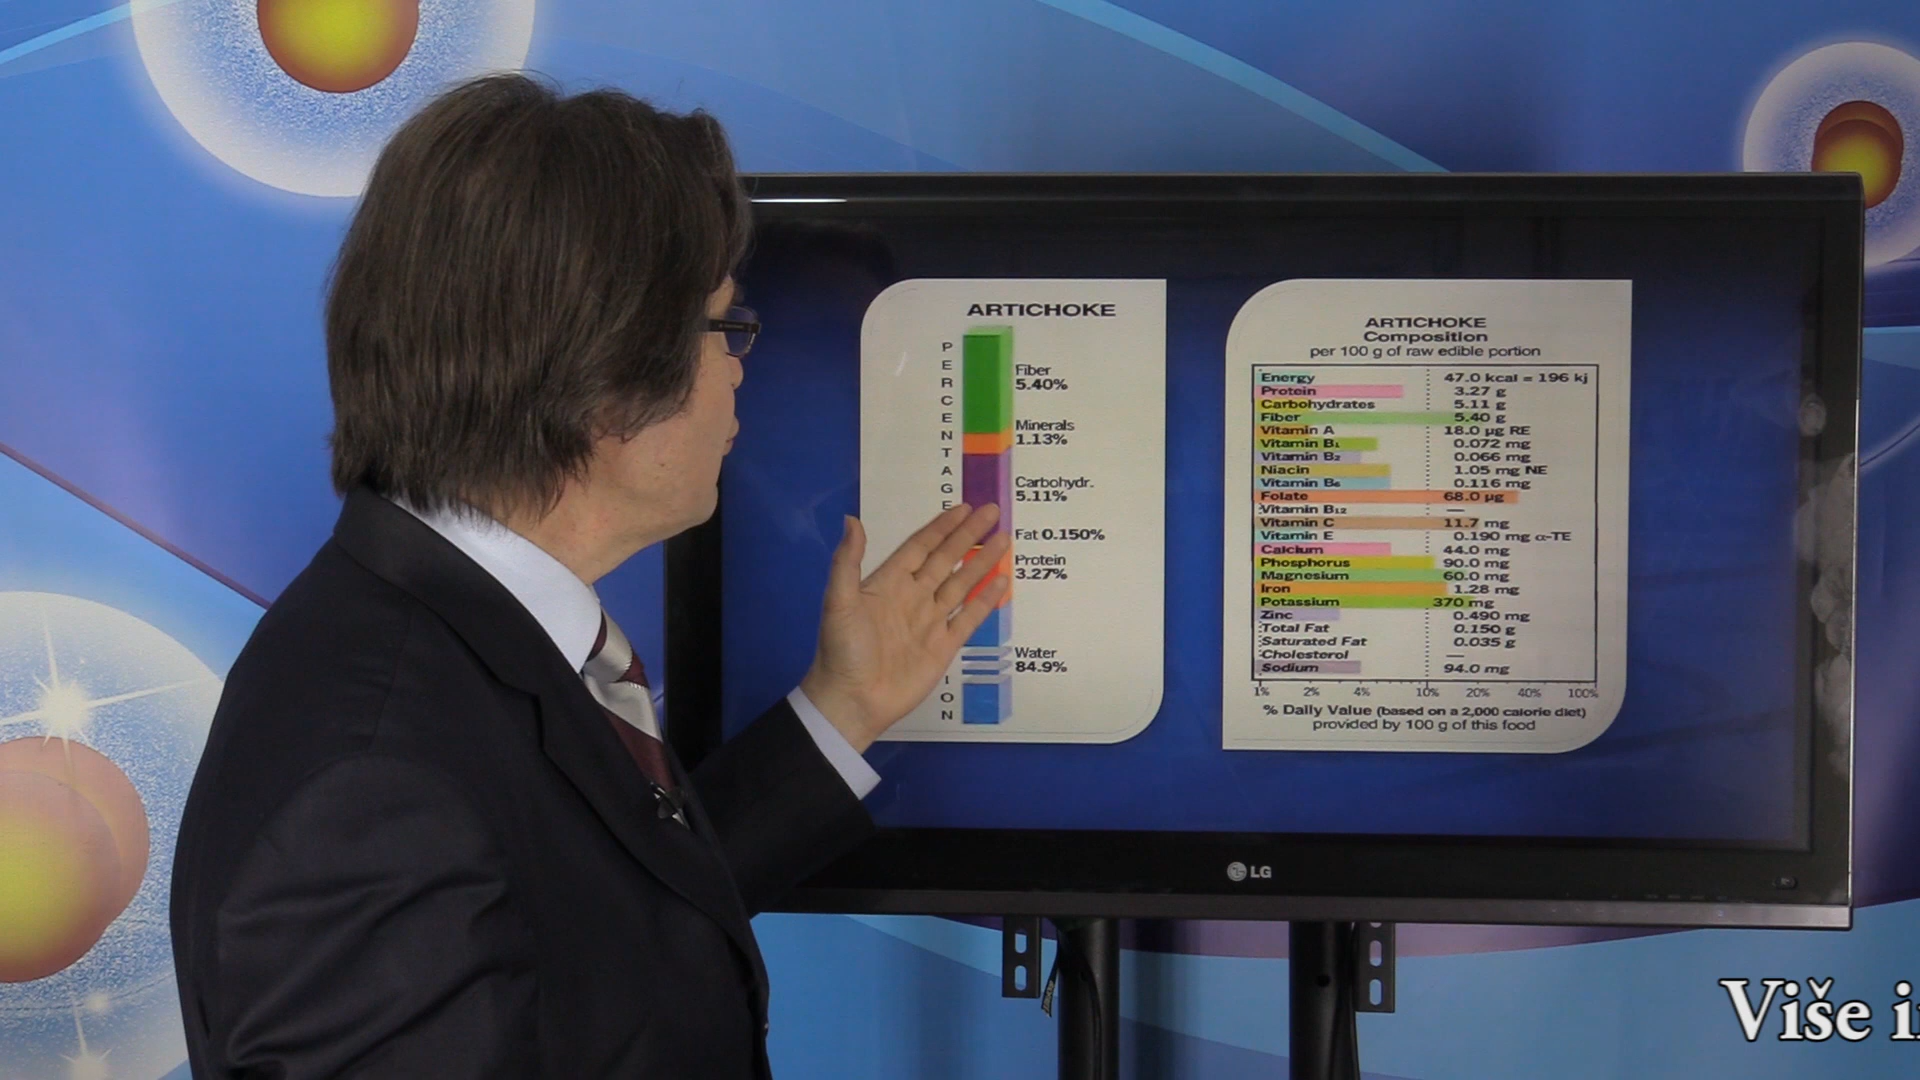 ARTICHOKE
PERCENTAGE
ION
Fiber
5.40%
Minerals
1.13%
Carbohydr.
5.11%
Fat 0.150%
Protein
3.27%
Water
84.9%
ARTICHOKE
Composition
per 100 g of raw edible portion
Energy 47.0 kcal = 196 kj
Protein 3.27 g
Carbohydrates 5.11 g
Fiber 5.40 g
Vitamin A 18.0 µg RE
Vitamin B₁ 0.072 mg
Vitamin B₂ 0.066 mg
Niacin 1.05 mg NE
Vitamin B₆ 0.116 mg
Folate 68.0 µg
Vitamin B₁₂ —
Vitamin C 11.7 mg
Vitamin E 0.190 mg α-TE
Calcium 44.0 mg
Phosphorus 90.0 mg
Magnesium 60.0 mg
Iron 1.28 mg
Potassium 370 mg
Zinc 0.490 mg
Total Fat 0.150 g
Saturated Fat 0.035 g
Cholesterol —
Sodium 94.0 mg
1% 2% 4% 10% 20% 40% 100%
% Daily Value (based on a 2,000 calorie diet)
provided by 100 g of this food
LG
Više